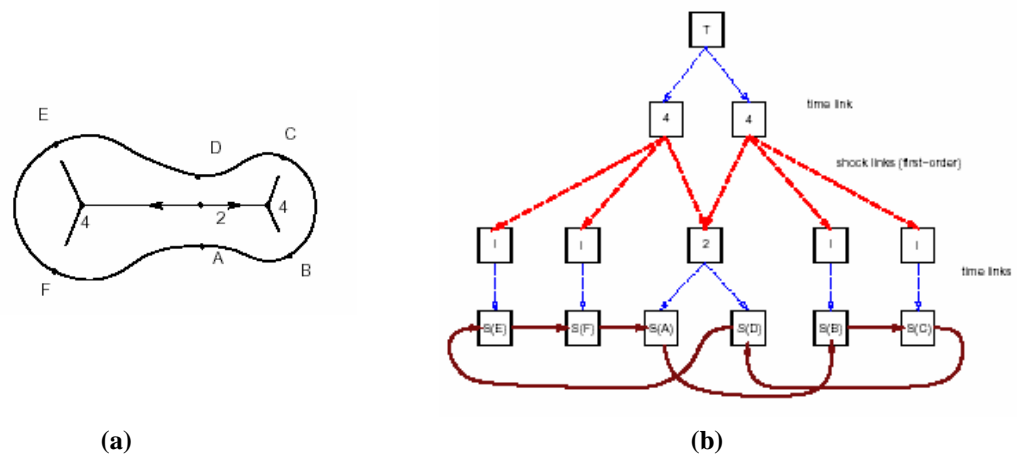 E
D
C
4
2
4
A
F
B
T
4
4
time link
shock links (first-order)
I
I
2
I
I
time links
S(E)
S(F)
S(A)
S(D)
S(B)
S(C)
(a)
(b)